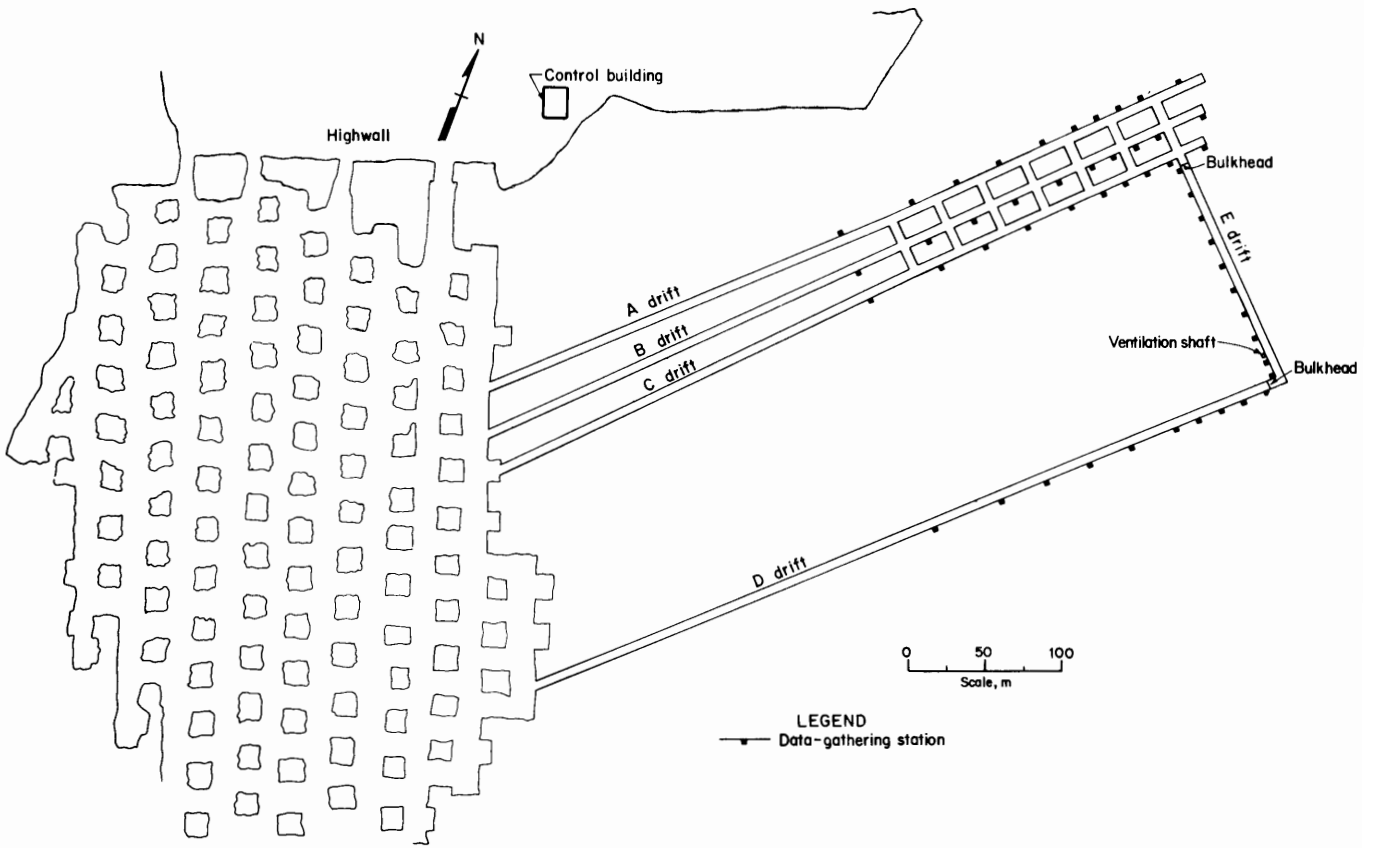 N
Control building
Highwall
Bulkhead
E drift
A drift
B drift
C drift
Ventilation shaft
Bulkhead
D drift
0 50 100
Scale, m
LEGEND
Data-gathering station